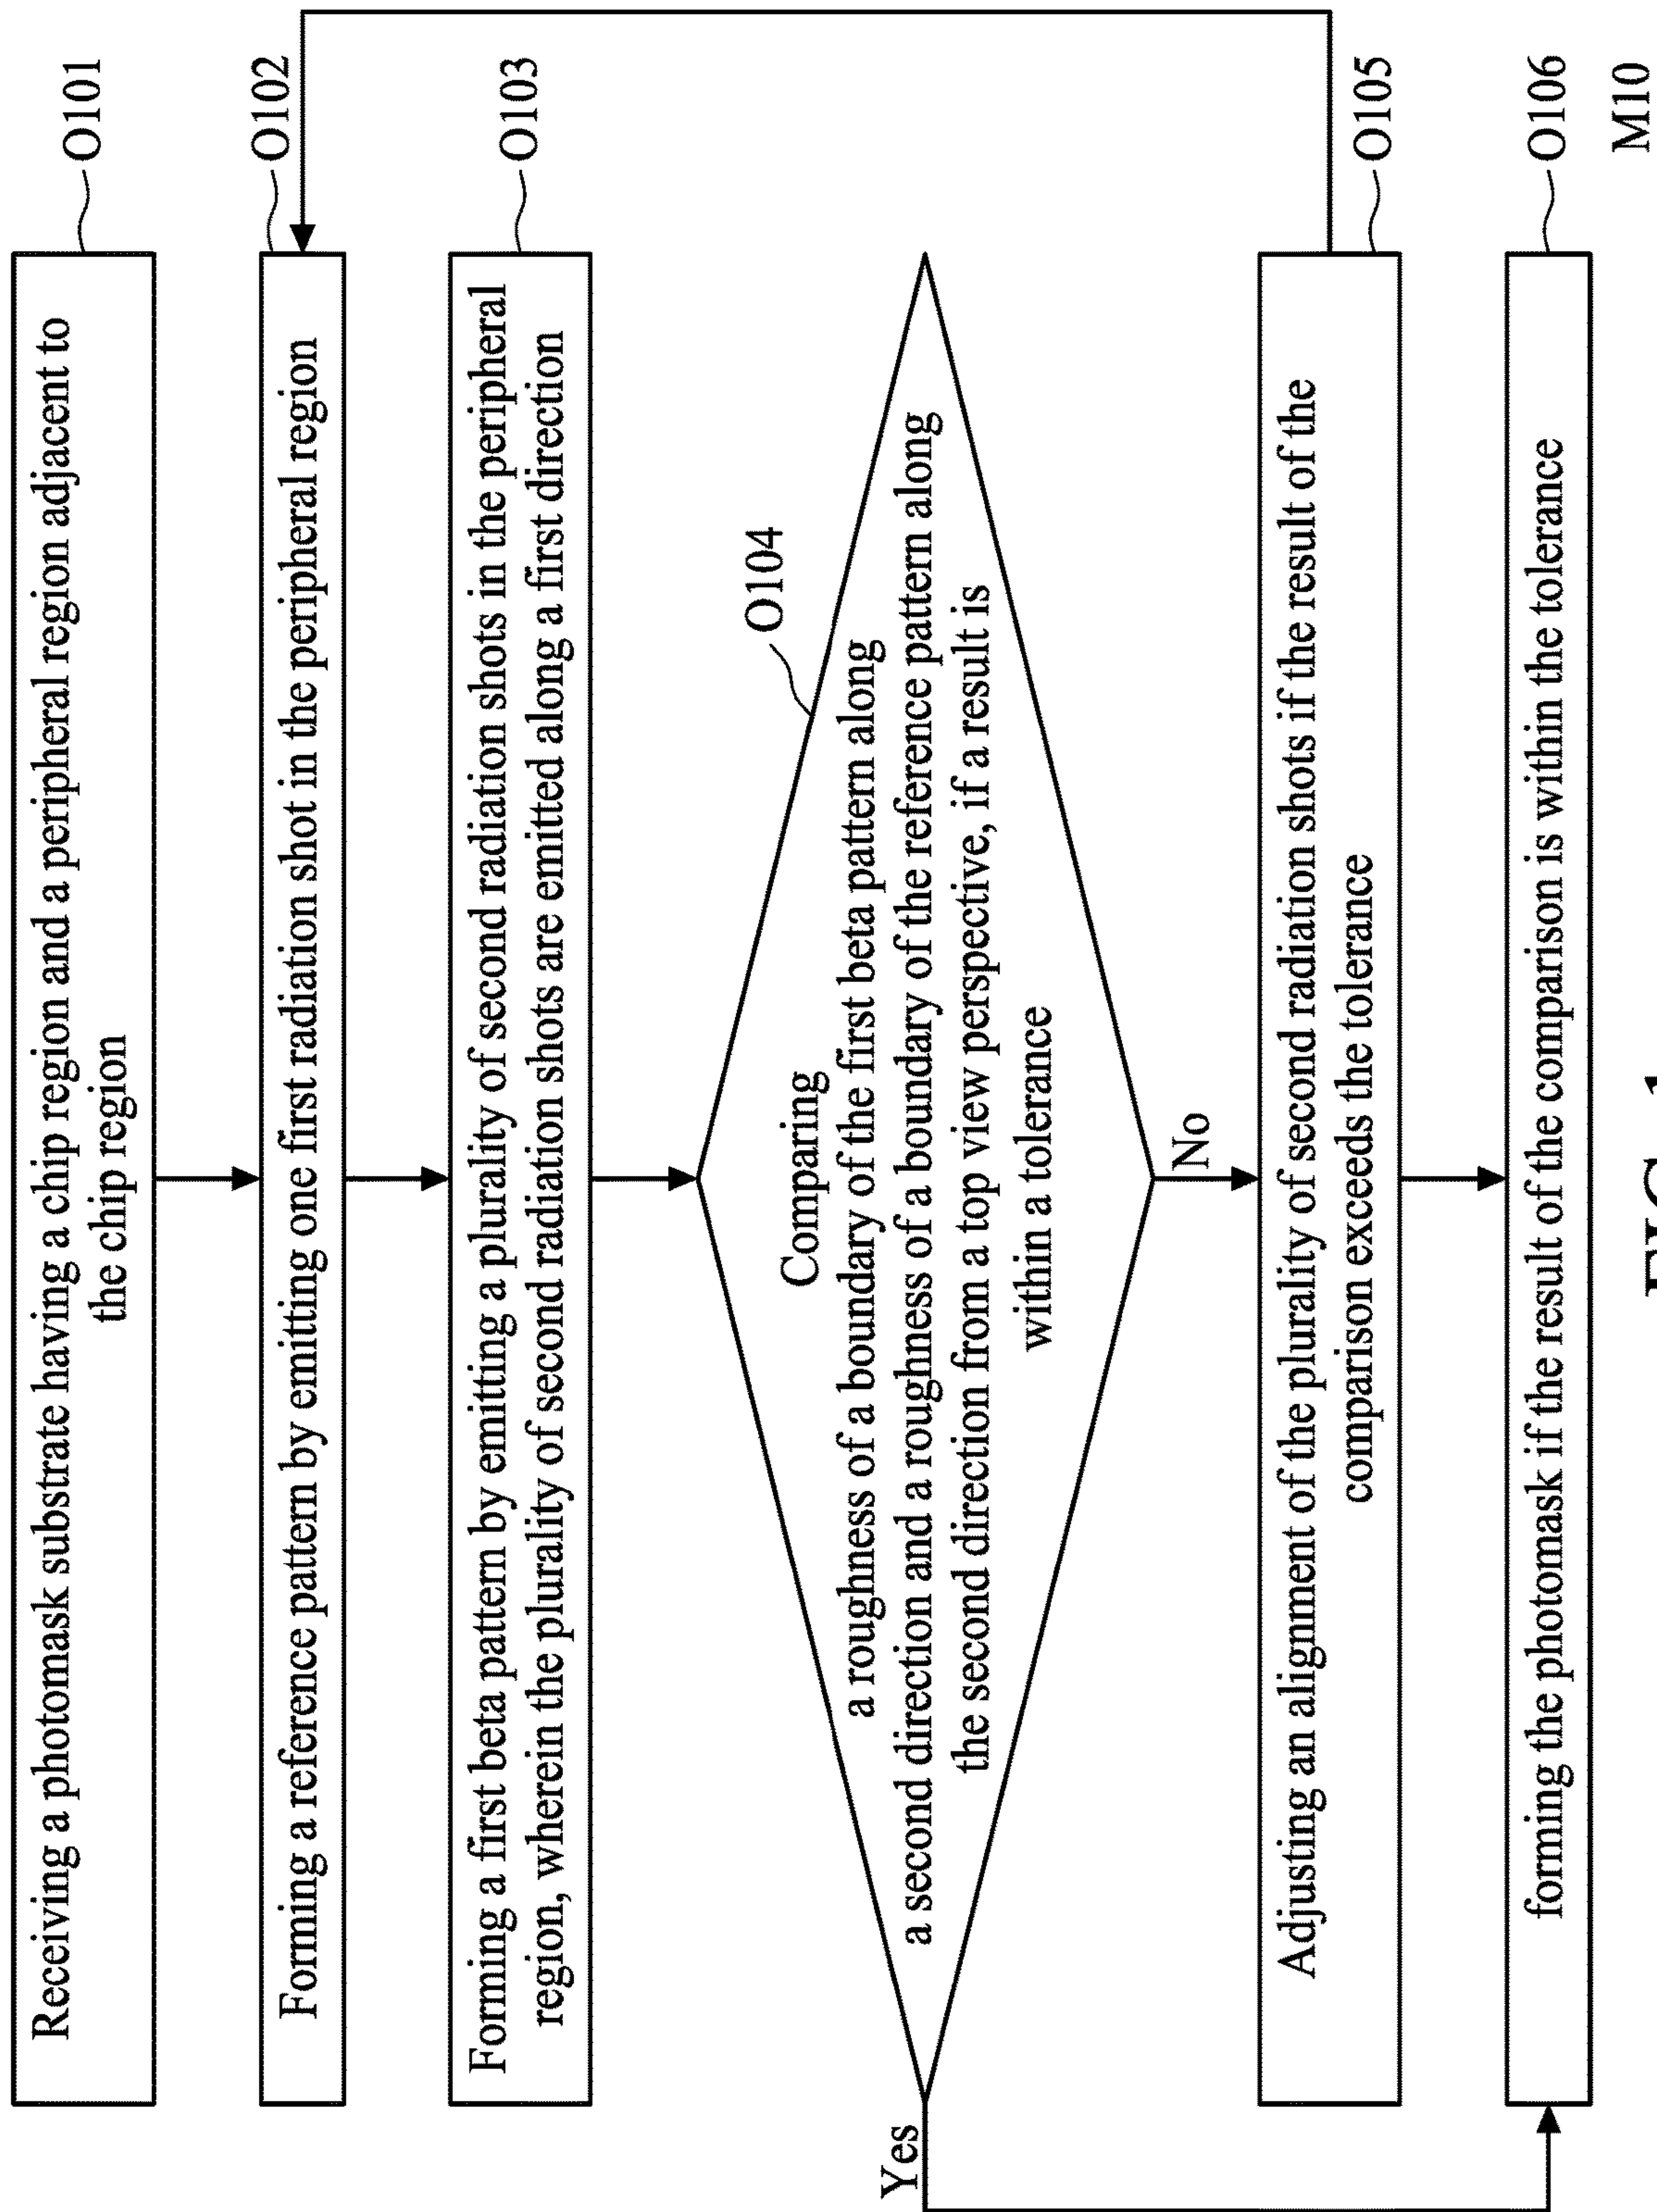 Receiving a photomask substrate having a chip region and a peripheral region adjacent to
the chip region
O101
Forming a reference pattern by emitting one first radiation shot in the peripheral region
O102
Forming a first beta pattern by emitting a plurality of second radiation shots in the peripheral
region, wherein the plurality of second radiation shots are emitted along a first direction
O103
Comparing
a roughness of a boundary of the first beta pattern along
a second direction and a roughness of a boundary of the reference pattern along
the second direction from a top view perspective, if a result is
within a tolerance
O104
Yes
No
Adjusting an alignment of the plurality of second radiation shots if the result of the
comparison exceeds the tolerance
O105
forming the photomask if the result of the comparison is within the tolerance
O106
M10
FIG. 1